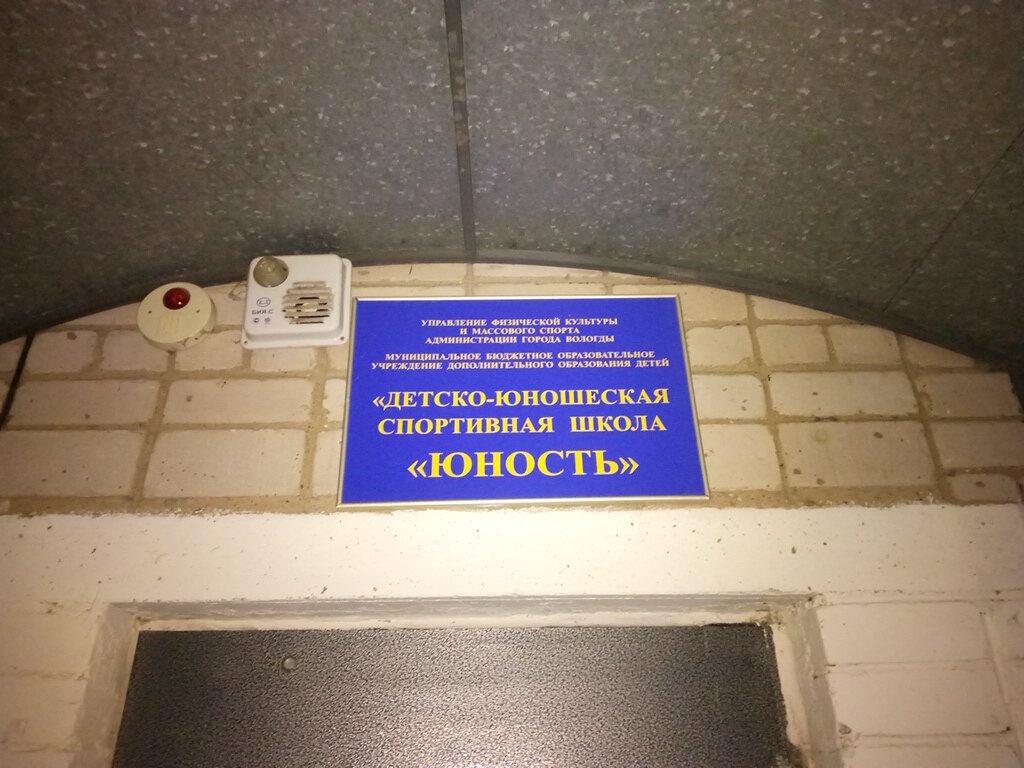 БИЯ-С
УПРАВЛЕНИЕ ФИЗИЧЕСКОЙ КУЛЬТУРЫ
И МАССОВОГО СПОРТА
АДМИНИСТРАЦИИ ГОРОДА ВОЛОГДЫ
МУНИЦИПАЛЬНОЕ БЮДЖЕТНОЕ ОБРАЗОВАТЕЛЬНОЕ
УЧРЕЖДЕНИЕ ДОПОЛНИТЕЛЬНОГО ОБРАЗОВАНИЯ ДЕТЕЙ
«ДЕТСКО-ЮНОШЕСКАЯ
СПОРТИВНАЯ ШКОЛА
«ЮНОСТЬ»